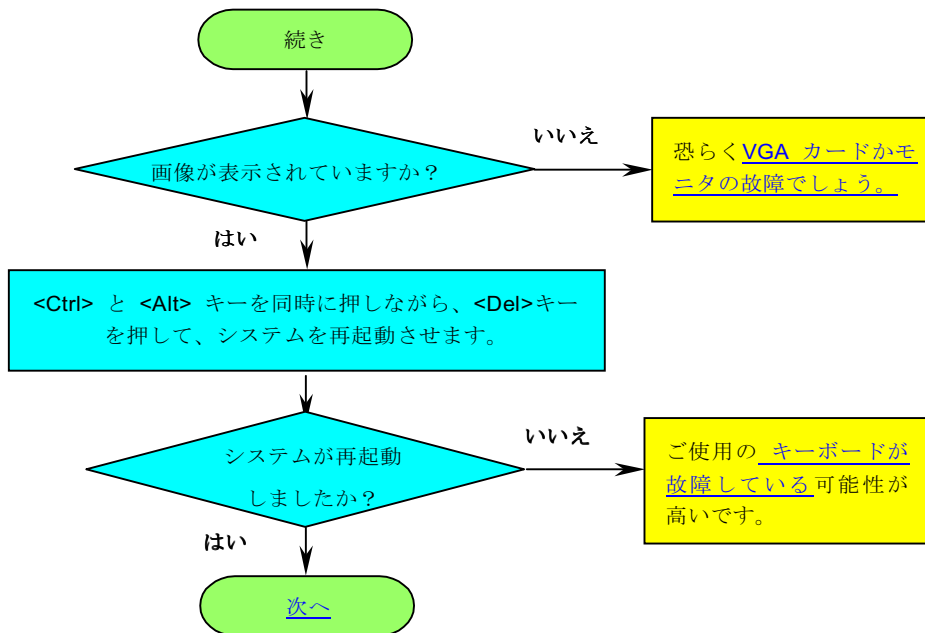 続き
画像が表示されていますか？
いいえ
恐らくVGA カードかモ
ニタの故障でしょう。
はい
<Ctrl> と <Alt> キーを同時に押しながら、<Del>キー
を押して、システムを再起動させます。
システムが再起動
しましたか？
いいえ
ご使用の キーボードが
故障している可能性が
高いです。
はい
次へ